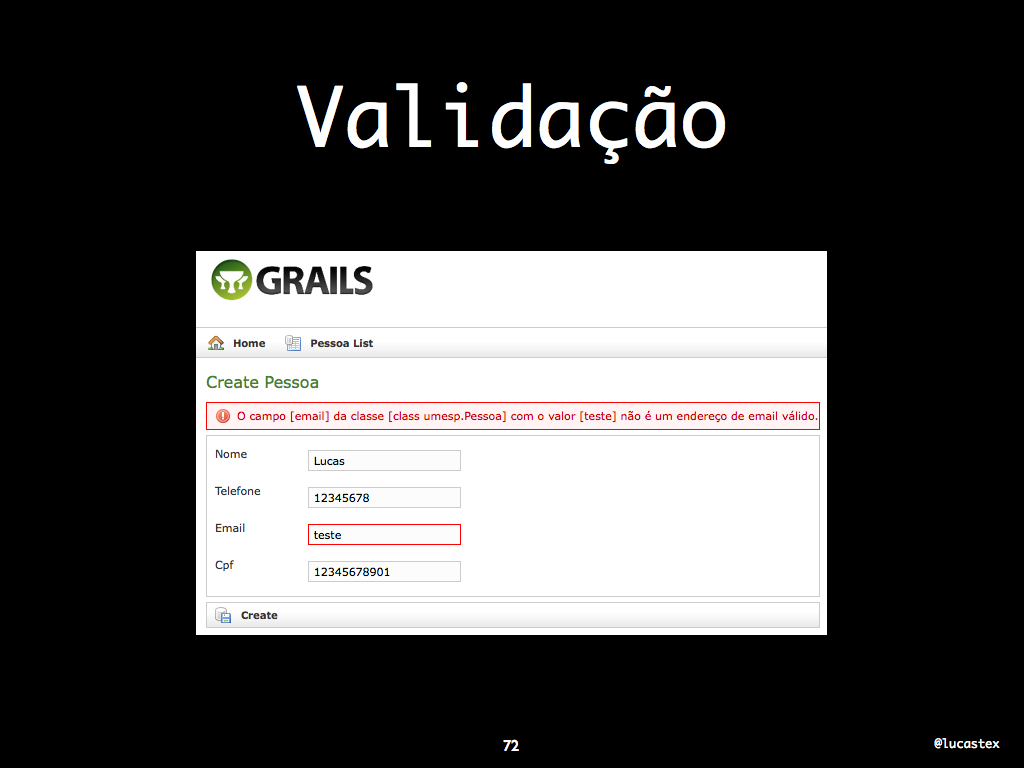 Validação
GRAILS
Home Pessoa List
Create Pessoa
O campo [email] da classe [class umesp.Pessoa] com o valor [teste] não é um endereço de email válido.
Nome Lucas
Telefone 12345678
Email teste
Cpf 12345678901
Create
72
@lucastex